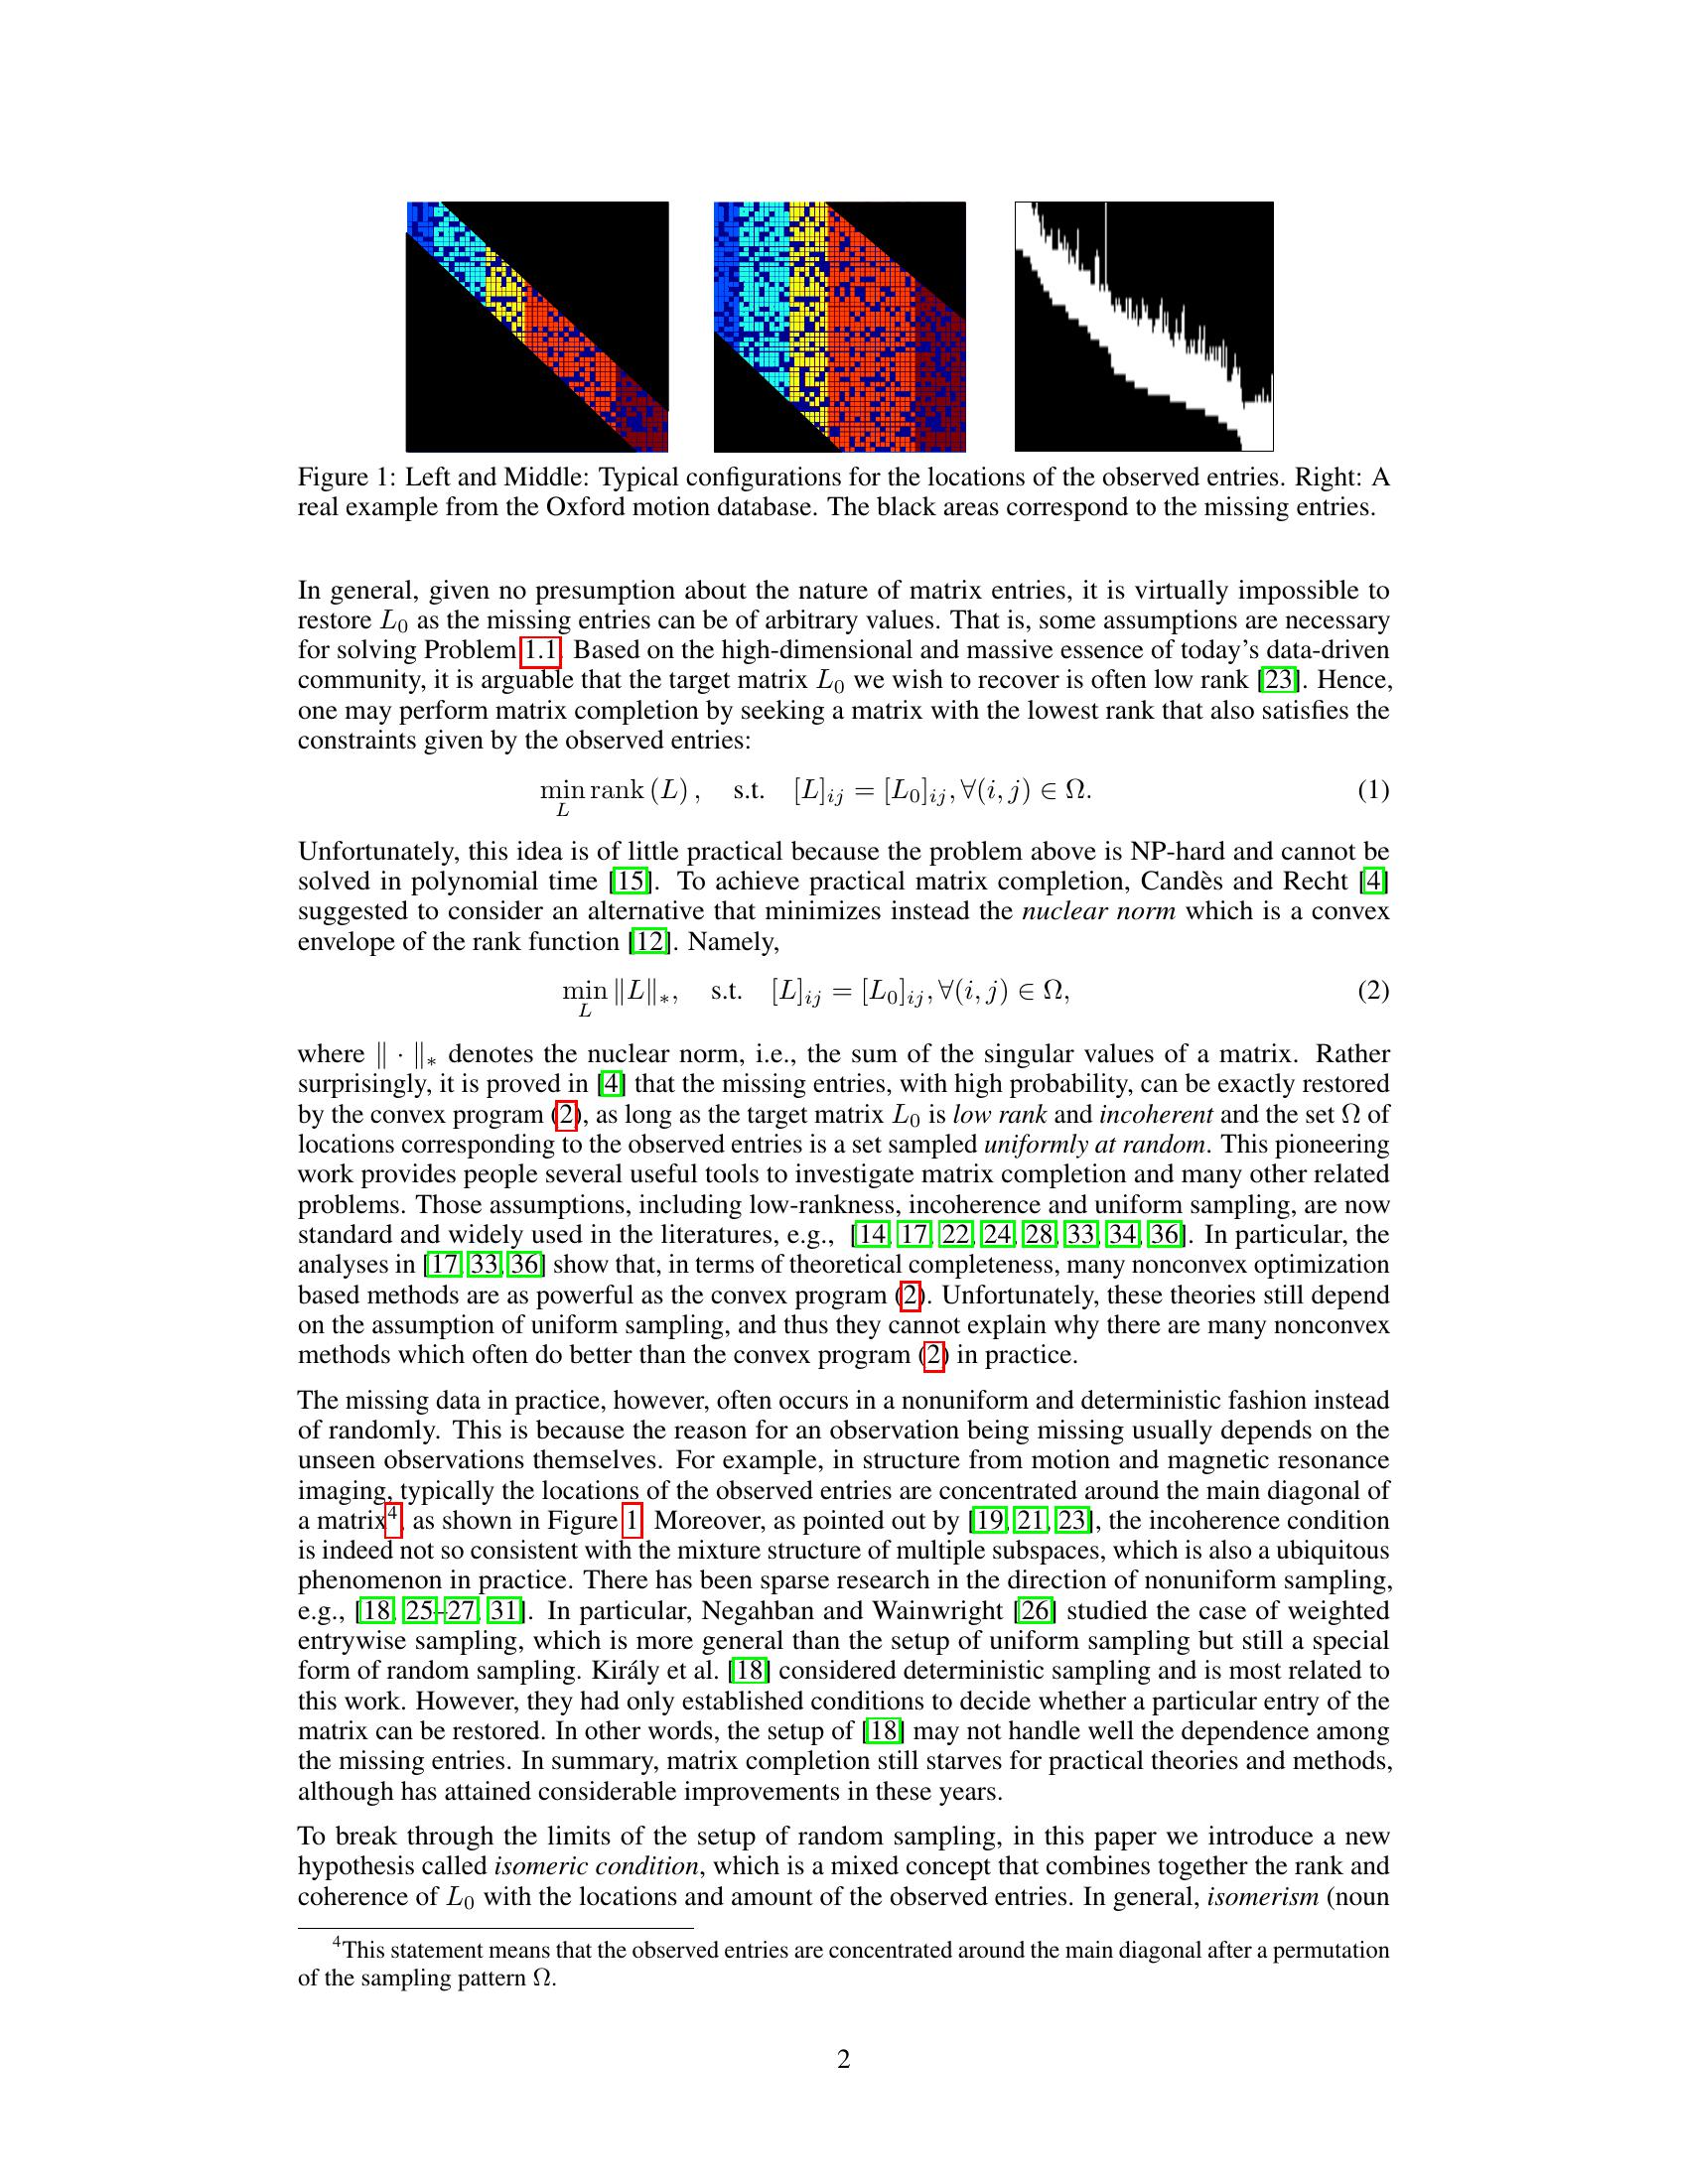 Figure 1: Left and Middle: Typical configurations for the locations of the observed entries. Right: A
real example from the Oxford motion database. The black areas correspond to the missing entries.
In general, given no presumption about the nature of matrix entries, it is virtually impossible to
restore L₀ as the missing entries can be of arbitrary values. That is, some assumptions are necessary
for solving Problem 1.1. Based on the high-dimensional and massive essence of today's data-driven
community, it is arguable that the target matrix L₀ we wish to recover is often low rank [23]. Hence,
one may perform matrix completion by seeking a matrix with the lowest rank that also satisfies the
constraints given by the observed entries:
min_L rank (L) , s.t. [L]ᵢⱼ = [L₀]ᵢⱼ, ∀(i, j) ∈ Ω. (1)
Unfortunately, this idea is of little practical because the problem above is NP-hard and cannot be
solved in polynomial time [15]. To achieve practical matrix completion, Candès and Recht [4]
suggested to consider an alternative that minimizes instead the nuclear norm which is a convex
envelope of the rank function [12]. Namely,
min_L ‖L‖∗, s.t. [L]ᵢⱼ = [L₀]ᵢⱼ, ∀(i, j) ∈ Ω, (2)
where ‖ · ‖∗ denotes the nuclear norm, i.e., the sum of the singular values of a matrix. Rather
surprisingly, it is proved in [4] that the missing entries, with high probability, can be exactly restored
by the convex program (2), as long as the target matrix L₀ is low rank and incoherent and the set Ω of
locations corresponding to the observed entries is a set sampled uniformly at random. This pioneering
work provides people several useful tools to investigate matrix completion and many other related
problems. Those assumptions, including low-rankness, incoherence and uniform sampling, are now
standard and widely used in the literatures, e.g., [14, 17, 22, 24, 28, 33, 34, 36]. In particular, the
analyses in [17, 33, 36] show that, in terms of theoretical completeness, many nonconvex optimization
based methods are as powerful as the convex program (2). Unfortunately, these theories still depend
on the assumption of uniform sampling, and thus they cannot explain why there are many nonconvex
methods which often do better than the convex program (2) in practice.
The missing data in practice, however, often occurs in a nonuniform and deterministic fashion instead
of randomly. This is because the reason for an observation being missing usually depends on the
unseen observations themselves. For example, in structure from motion and magnetic resonance
imaging, typically the locations of the observed entries are concentrated around the main diagonal of
a matrix⁴, as shown in Figure 1. Moreover, as pointed out by [19, 21, 23], the incoherence condition
is indeed not so consistent with the mixture structure of multiple subspaces, which is also a ubiquitous
phenomenon in practice. There has been sparse research in the direction of nonuniform sampling,
e.g., [18, 25–27, 31]. In particular, Negahban and Wainwright [26] studied the case of weighted
entrywise sampling, which is more general than the setup of uniform sampling but still a special
form of random sampling. Király et al. [18] considered deterministic sampling and is most related to
this work. However, they had only established conditions to decide whether a particular entry of the
matrix can be restored. In other words, the setup of [18] may not handle well the dependence among
the missing entries. In summary, matrix completion still starves for practical theories and methods,
although has attained considerable improvements in these years.
To break through the limits of the setup of random sampling, in this paper we introduce a new
hypothesis called isomeric condition, which is a mixed concept that combines together the rank and
coherence of L₀ with the locations and amount of the observed entries. In general, isomerism (noun
⁴This statement means that the observed entries are concentrated around the main diagonal after a permutation
of the sampling pattern Ω.
2